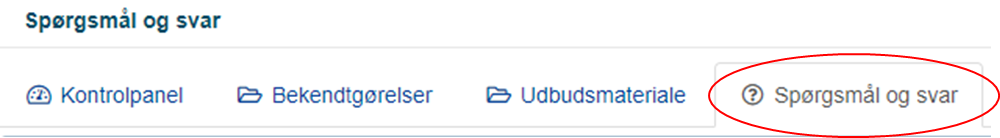 Spørgsmål og svar
Kontrolpanel Bekendtgørelser Udbudsmateriale Spørgsmål og svar